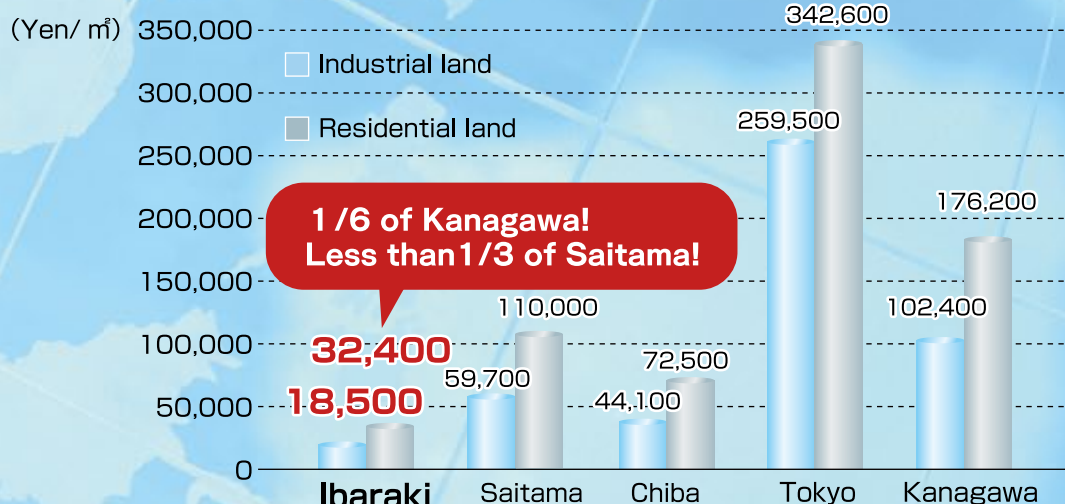 (Yen/ ㎡)
350,000
300,000
250,000
200,000
150,000
100,000
50,000
0
Industrial land
Residential land
1/6 of Kanagawa!
Less than 1/3 of Saitama!
32,400
18,500
59,700
110,000
44,100
72,500
259,500
342,600
102,400
176,200
Ibaraki
Saitama
Chiba
Tokyo
Kanagawa